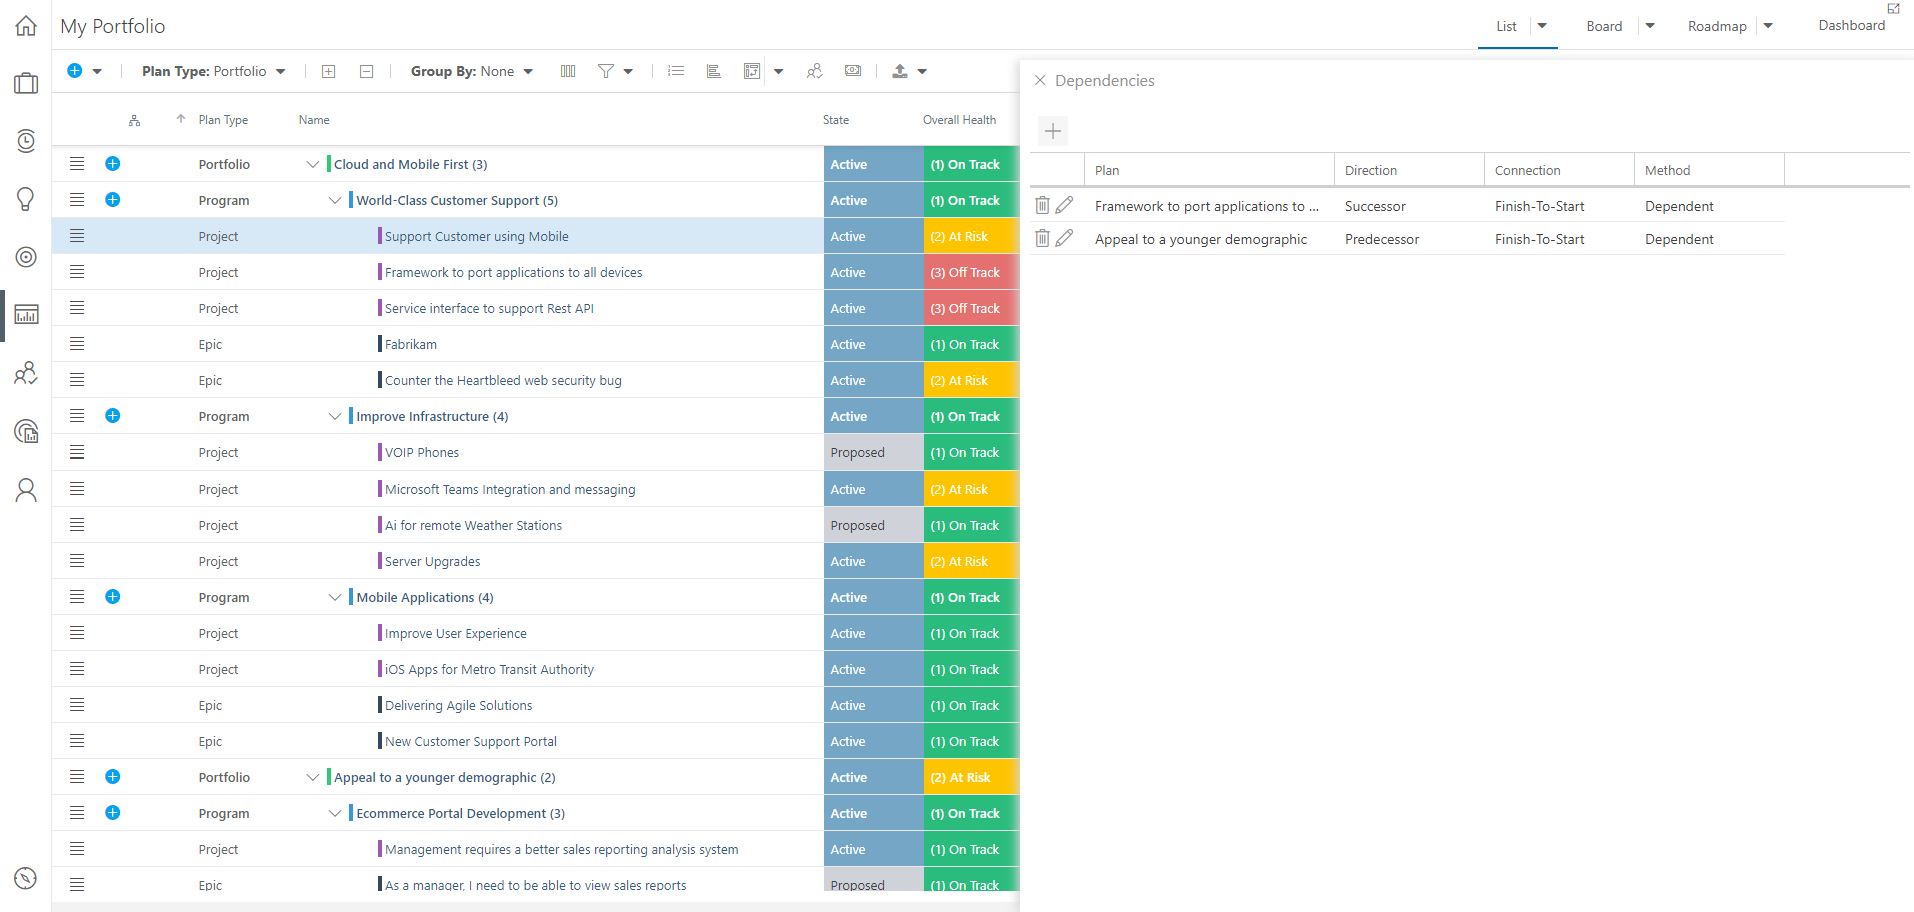 My Portfolio
List
Board
Roadmap
Dashboard
Plan Type: Portfolio
Group By: None
Dependencies
Plan Type
Name
State
Overall Health
Plan
Direction
Connection
Method
Framework to port applications to ...
Successor
Finish-To-Start
Dependent
Appeal to a younger demographic
Predecessor
Finish-To-Start
Dependent
Portfolio
Cloud and Mobile First (3)
Active
(1) On Track
Program
World-Class Customer Support (5)
Active
(1) On Track
Project
Support Customer using Mobile
Active
(2) At Risk
Project
Framework to port applications to all devices
Active
(3) Off Track
Project
Service interface to support Rest API
Active
(3) Off Track
Epic
Fabrikam
Active
(1) On Track
Epic
Counter the Heartbleed web security bug
Active
(2) At Risk
Program
Improve Infrastructure (4)
Active
(1) On Track
Project
VOIP Phones
Proposed
(1) On Track
Project
Microsoft Teams Integration and messaging
Active
(2) At Risk
Project
Ai for remote Weather Stations
Proposed
(1) On Track
Project
Server Upgrades
Active
(2) At Risk
Program
Mobile Applications (4)
Active
(1) On Track
Project
Improve User Experience
Active
(1) On Track
Project
iOS Apps for Metro Transit Authority
Active
(1) On Track
Epic
Delivering Agile Solutions
Active
(1) On Track
Epic
New Customer Support Portal
Active
(1) On Track
Portfolio
Appeal to a younger demographic (2)
Active
(2) At Risk
Program
Ecommerce Portal Development (3)
Active
(1) On Track
Project
Management requires a better sales reporting analysis system
Active
(1) On Track
Epic
As a manager, I need to be able to view sales reports
Proposed
(1) On Track